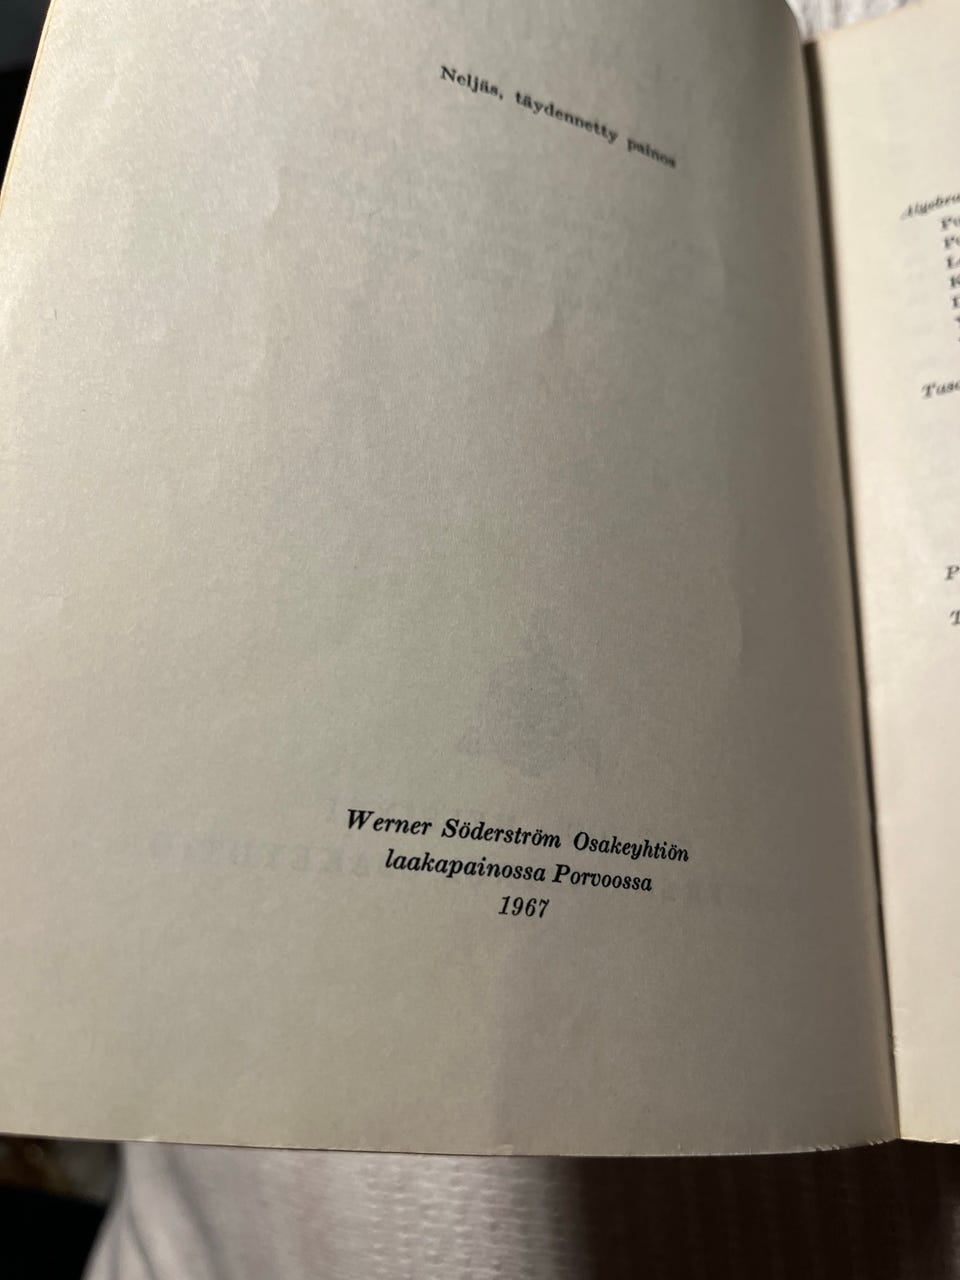 Neljäs, täydennetty painos
Werner Söderström Osakeyhtiön
laakapainossa Porvoossa
1967